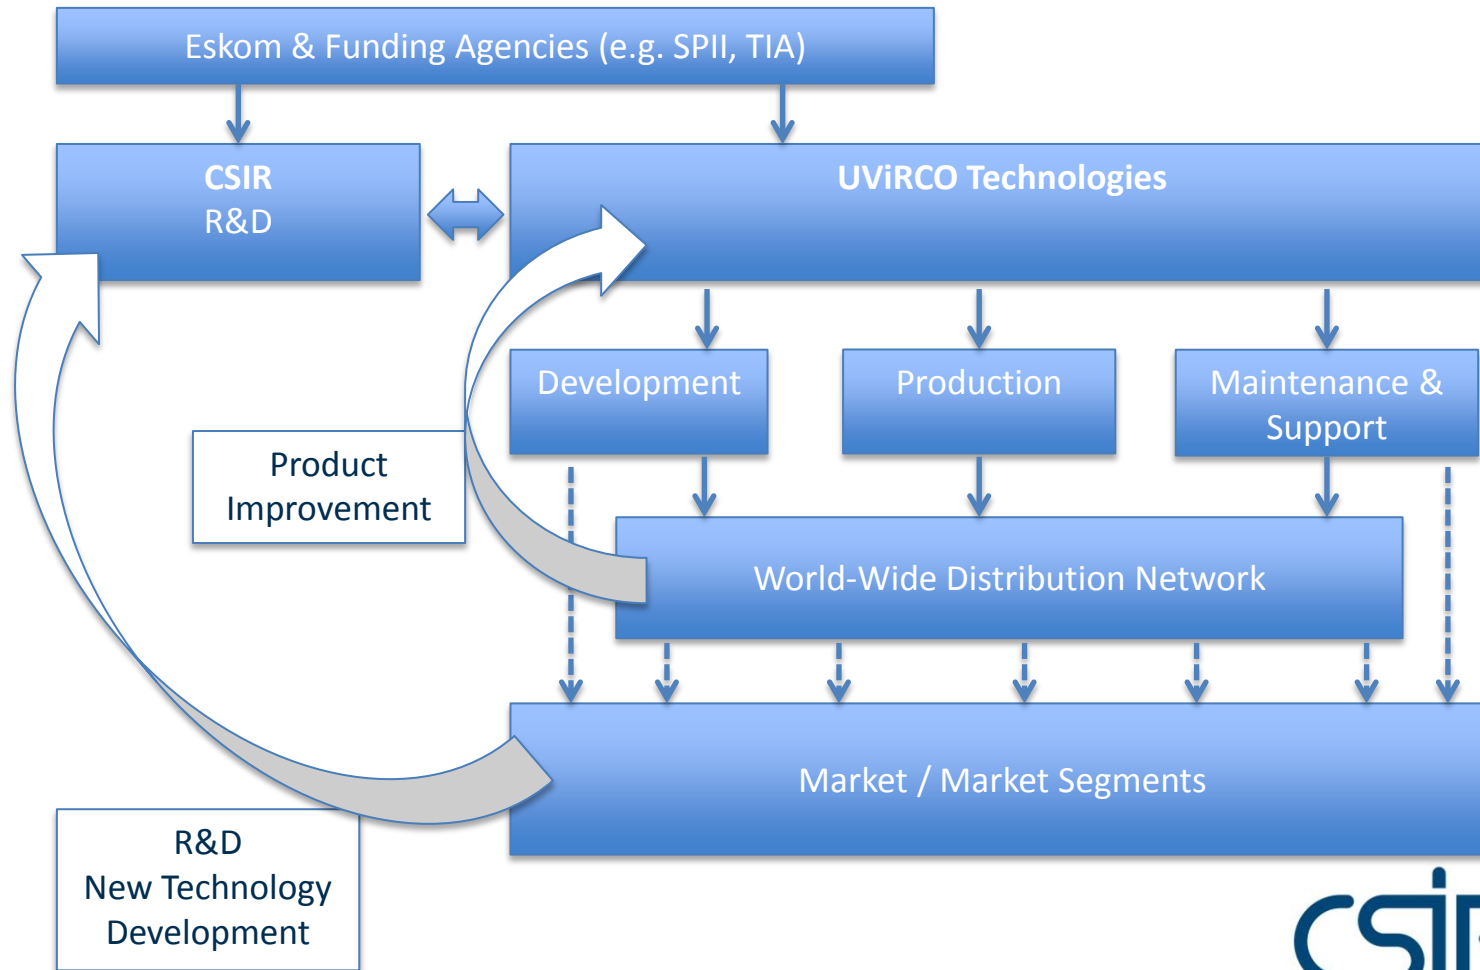 Eskom & Funding Agencies (e.g. SPII, TIA)
CSIR
R&D
UViRCO Technologies
Development
Production
Maintenance &
Support
Product
Improvement
World-Wide Distribution Network
Market / Market Segments
R&D
New Technology
Development
CSIR